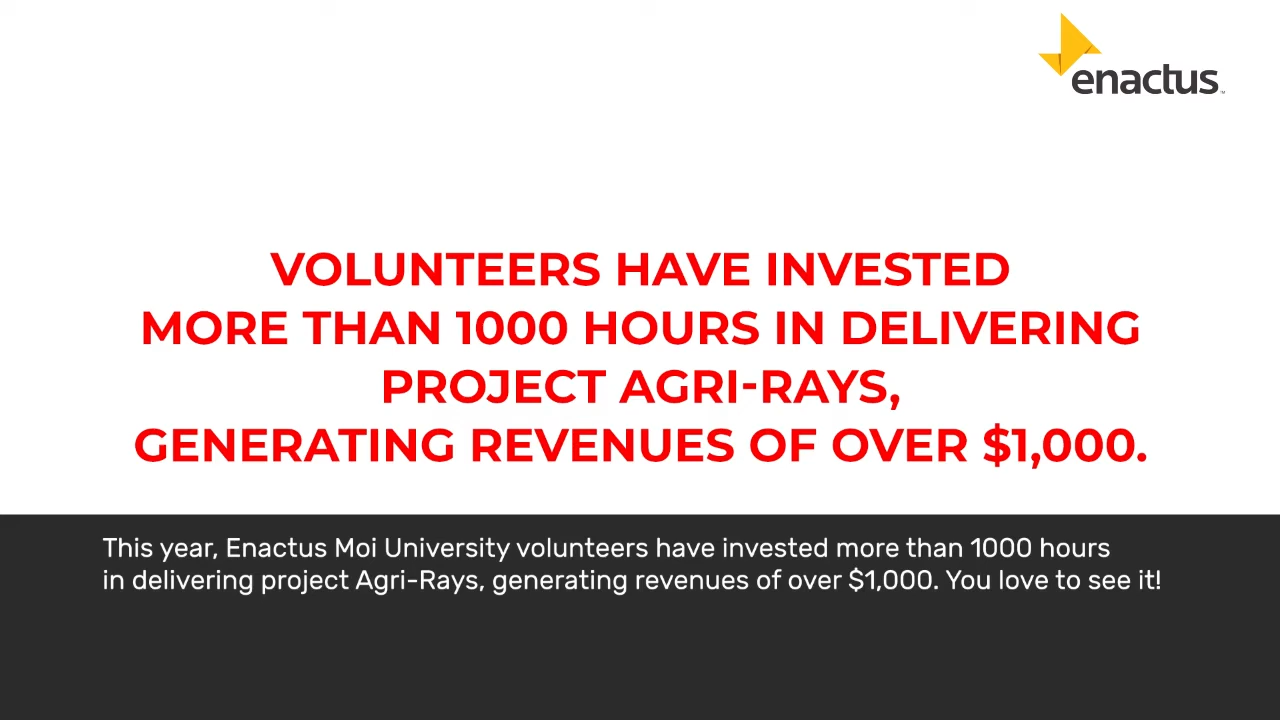 enactus
VOLUNTEERS HAVE INVESTED
MORE THAN 1000 HOURS IN DELIVERING
PROJECT AGRI-RAYS,
GENERATING REVENUES OF OVER $1,000.
This year, Enactus Moi University volunteers have invested more than 1000 hours
in delivering project Agri-Rays, generating revenues of over $1,000. You love to see it!